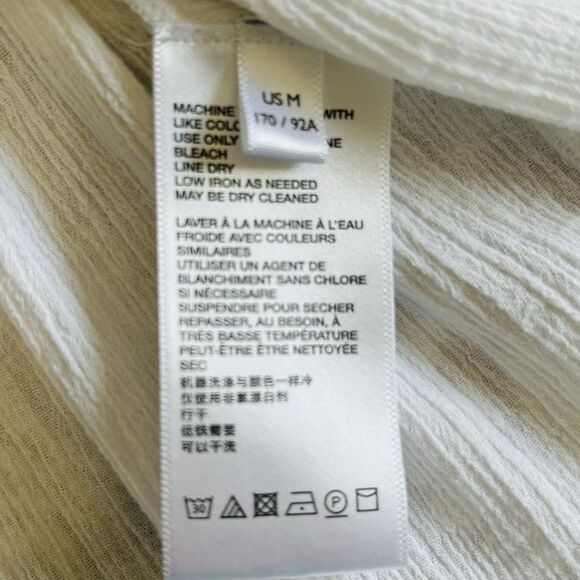 US M
170 / 92A
MACHINE WITH
LIKE COLO
USE ONLY NE
BLEACH
LINE DRY
LOW IRON AS NEEDED
MAY BE DRY CLEANED
LAVER À LA MACHINE À L'EAU
FROIDE AVEC COULEURS
SIMILAIRES
UTILISER UN AGENT DE
BLANCHIMENT SANS CHLORE
SI NÉCESSAIRE
SUSPENDRE POUR SECHER
REPASSER, AU BESOIN, À
TRÈS BASSE TEMPÉRATURE
PEUT-ÊTRE ÊTRE NETTOYÉE
SEC
机器洗涤与颜色一样冷
仅使用非氯漂白剂
行干
低铁需要
可以干洗
30
P